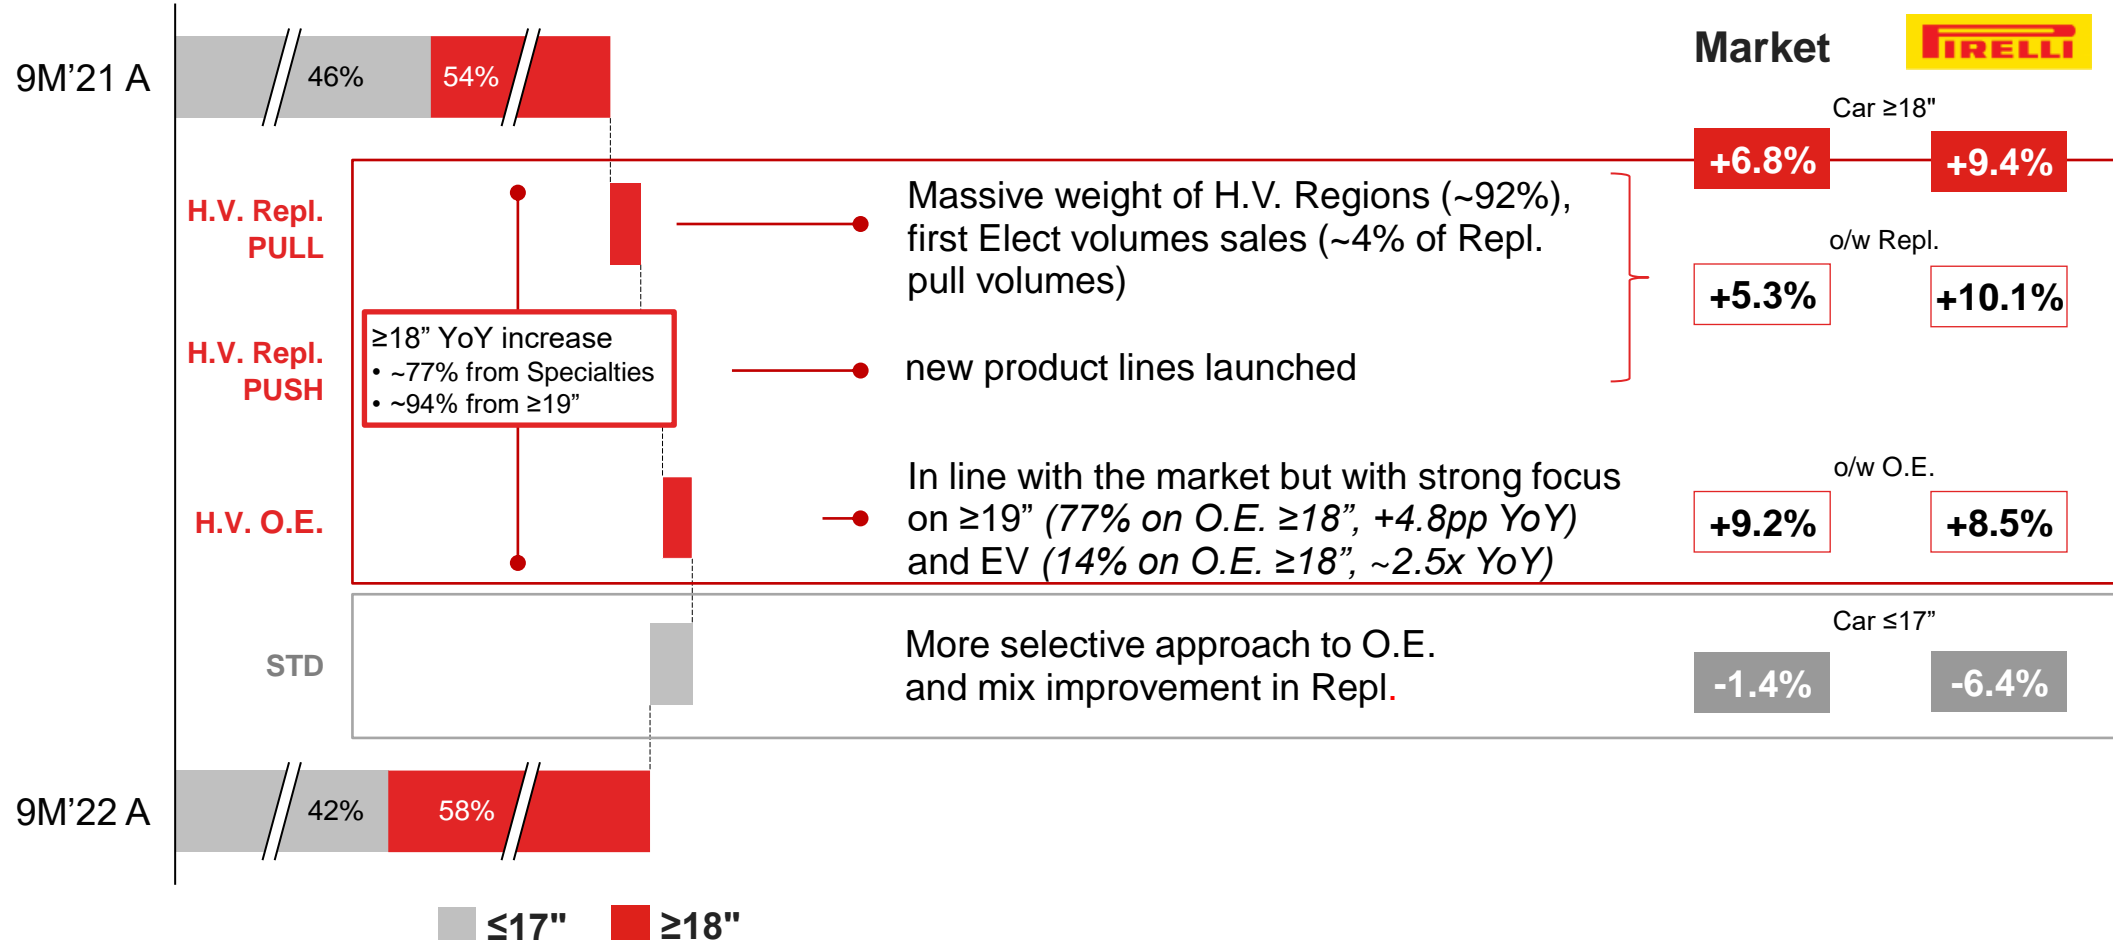 Market
PIRELLI
9M'21 A
46%
54%
Car ≥18"
+6.8%
+9.4%
H.V. Repl.
PULL
Massive weight of H.V. Regions (~92%),
first Elect volumes sales (~4% of Repl.
pull volumes)
o/w Repl.
+5.3%
+10.1%
≥18” YoY increase
• ~77% from Specialties
• ~94% from ≥19”
H.V. Repl.
PUSH
new product lines launched
H.V. O.E.
In line with the market but with strong focus
on ≥19” (77% on O.E. ≥18”, +4.8pp YoY)
and EV (14% on O.E. ≥18”, ~2.5x YoY)
o/w O.E.
+9.2%
+8.5%
STD
More selective approach to O.E.
and mix improvement in Repl.
Car ≤17”
-1.4%
-6.4%
9M'22 A
42%
58%
≤17"
≥18"